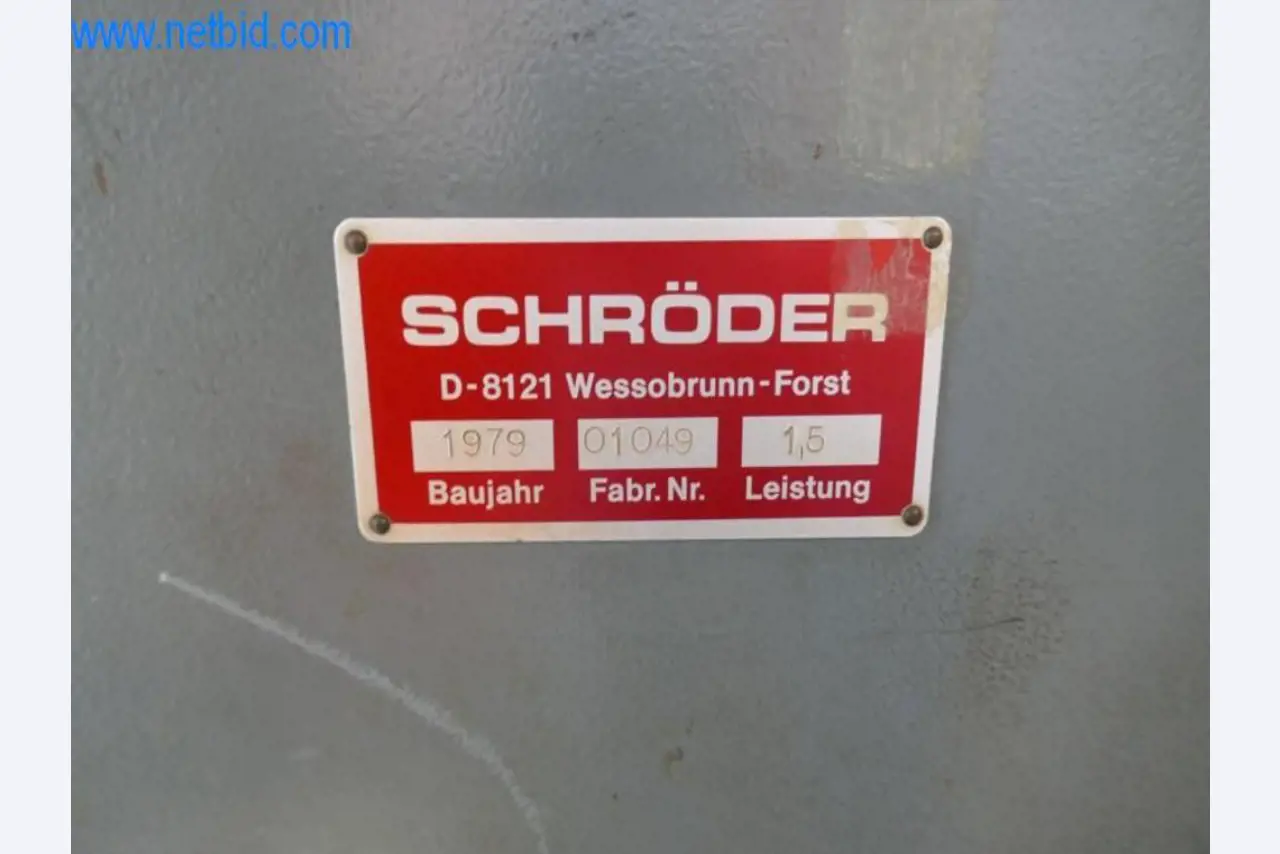 www.netbid.com
SCHRÖDER
D-8121 Wessobrunn-Forst
1979 01049 1,5
Baujahr Fabr. Nr. Leistung